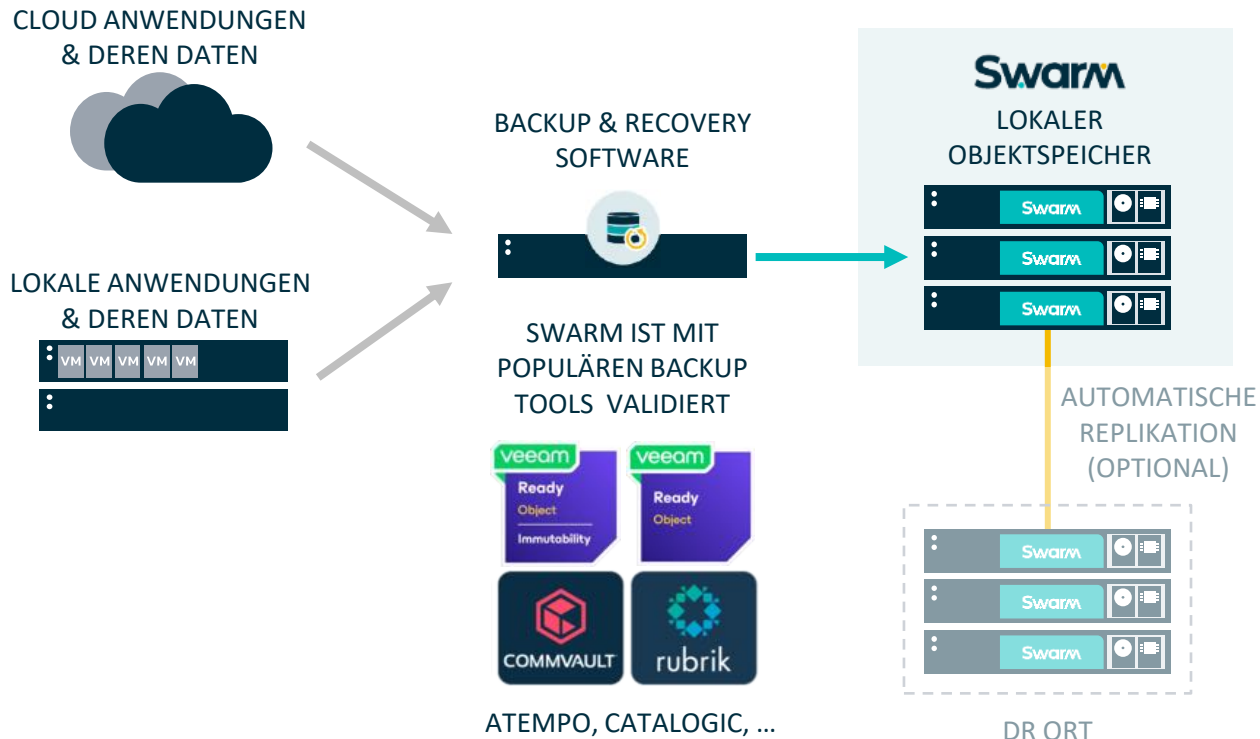 CLOUD ANWENDUNGEN
& DEREN DATEN
LOKALE ANWENDUNGEN
& DEREN DATEN
VM VM VM VM VM
BACKUP & RECOVERY
SOFTWARE
SWARM IST MIT
POPULÄREN BACKUP
TOOLS VALIDIERT
veeam
Ready
Object
Immutability
veeam
Ready
Object
COMMVAULT
rubrik
ATEMPO, CATALOGIC, ...
Swarm
LOKALER
OBJEKTSPEICHER
Swarm
Swarm
Swarm
AUTOMATISCHE
REPLIKATION
(OPTIONAL)
Swarm
Swarm
Swarm
DR ORT